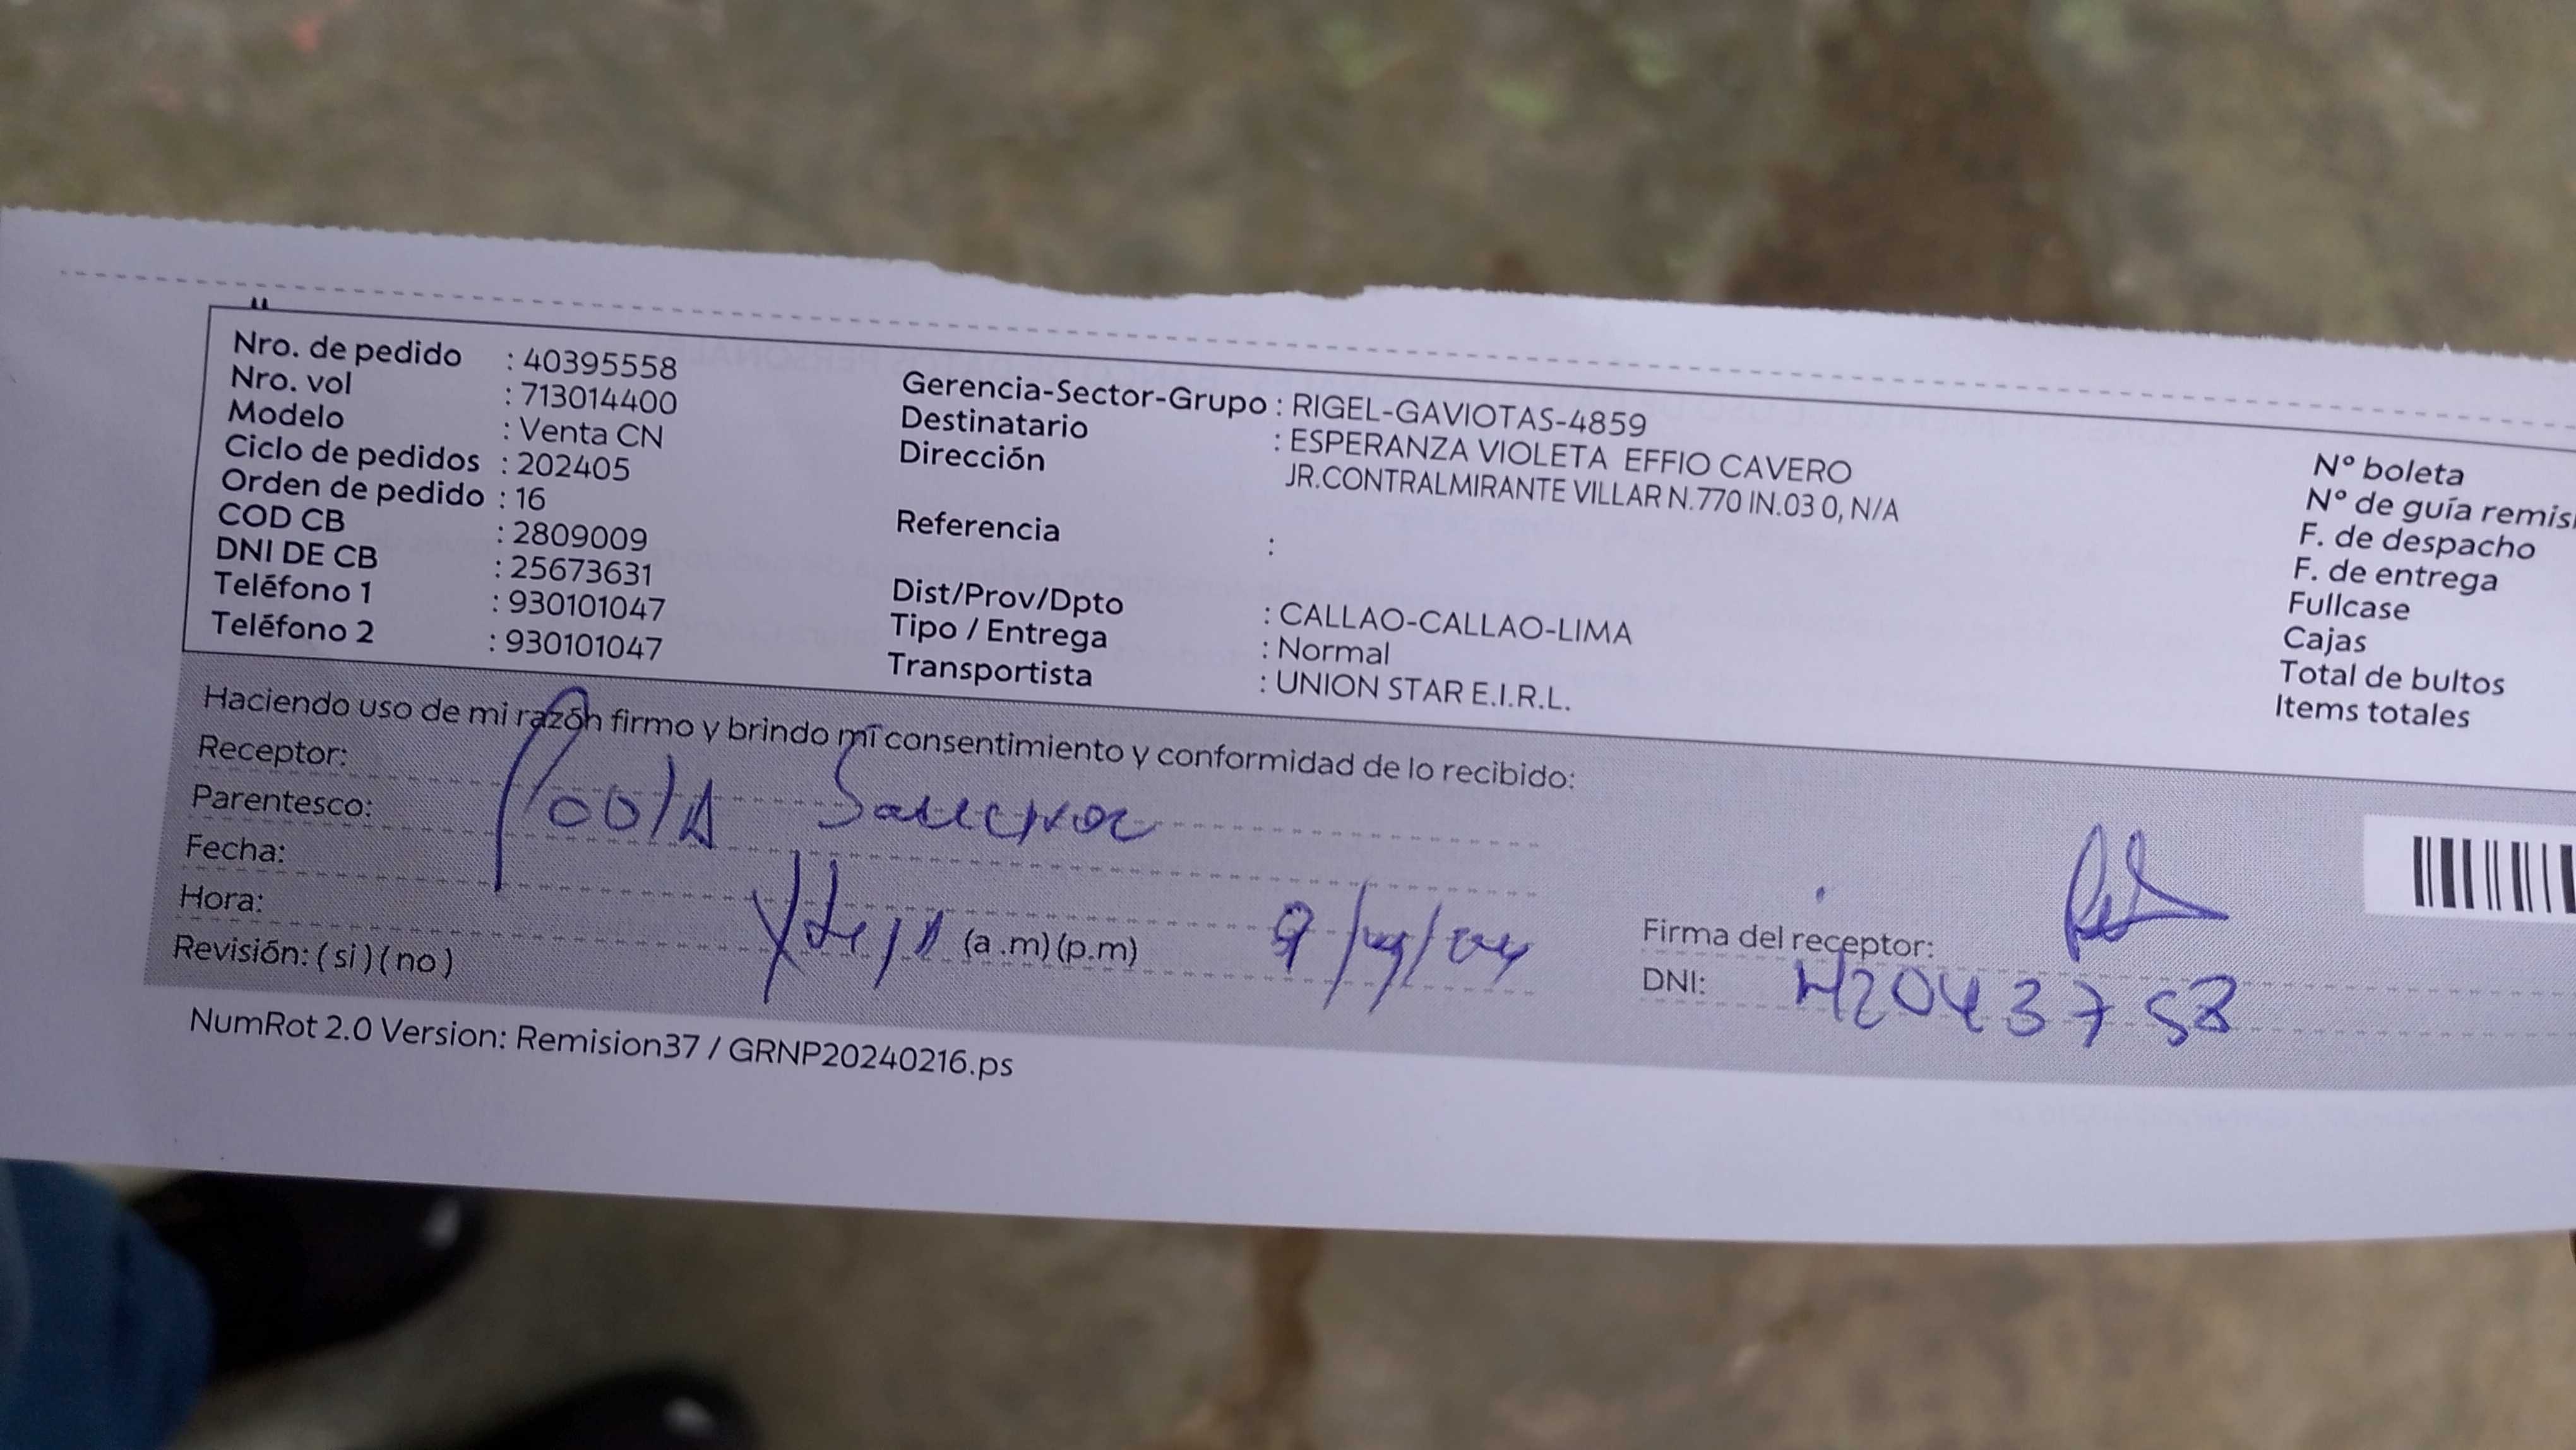 Nro. de pedido : 40395558
Nro. vol : 713014400
Modelo : Venta CN
Ciclo de pedidos : 202405
Orden de pedido : 16
COD CB : 2809009
DNI DE CB : 25673631
Teléfono 1 : 930101047
Teléfono 2 : 930101047
Gerencia-Sector-Grupo : RIGEL-GAVIOTAS-4859
Destinatario : ESPERANZA VIOLETA EFFIO CAVERO
Dirección JR.CONTRALMIRANTE VILLAR N.770 IN.03 0, N/A
Referencia :
Dist/Prov/Dpto : CALLAO-CALLAO-LIMA
Tipo / Entrega : Normal
Transportista : UNION STAR E.I.R.L.
Nº boleta
Nº de guía remis
F. de despacho
F. de entrega
Fullcase
Cajas
Total de bultos
Items totales
Haciendo uso de mi razón firmo y brindo mi consentimiento y conformidad de lo recibido:
Receptor:
Parentesco:
Fecha:
Hora: (a .m) (p.m)
Revisión: ( si ) ( no )
Firma del receptor:
DNI: 42043758
NumRot 2.0 Version: Remision37 / GRNP20240216.ps